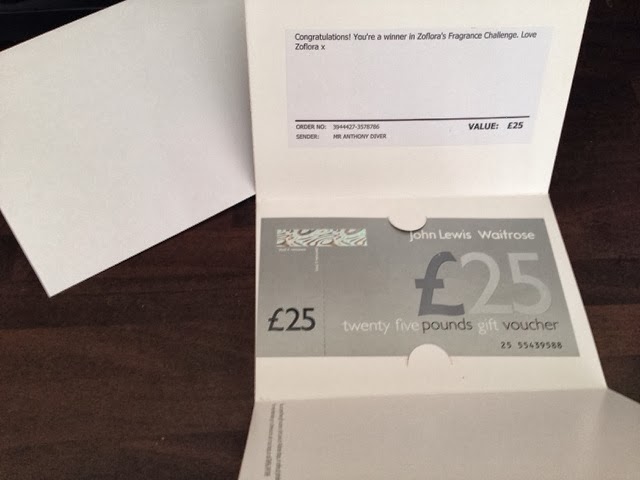 Congratulations! You're a winner in Zoflora's Fragrance Challenge. Love
Zoflora x
ORDER NO: 3944427-3578786
VALUE: £25
SENDER: MR ANTHONY DIVER
john Lewis Waitrose
£25
£25
twenty five pounds gift voucher
25 55439588